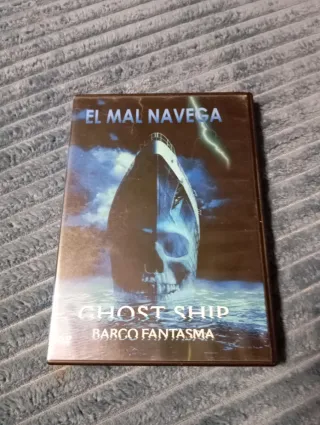 EL MAL NAVEGA
GHOST SHIP
BARCO FANTASMA